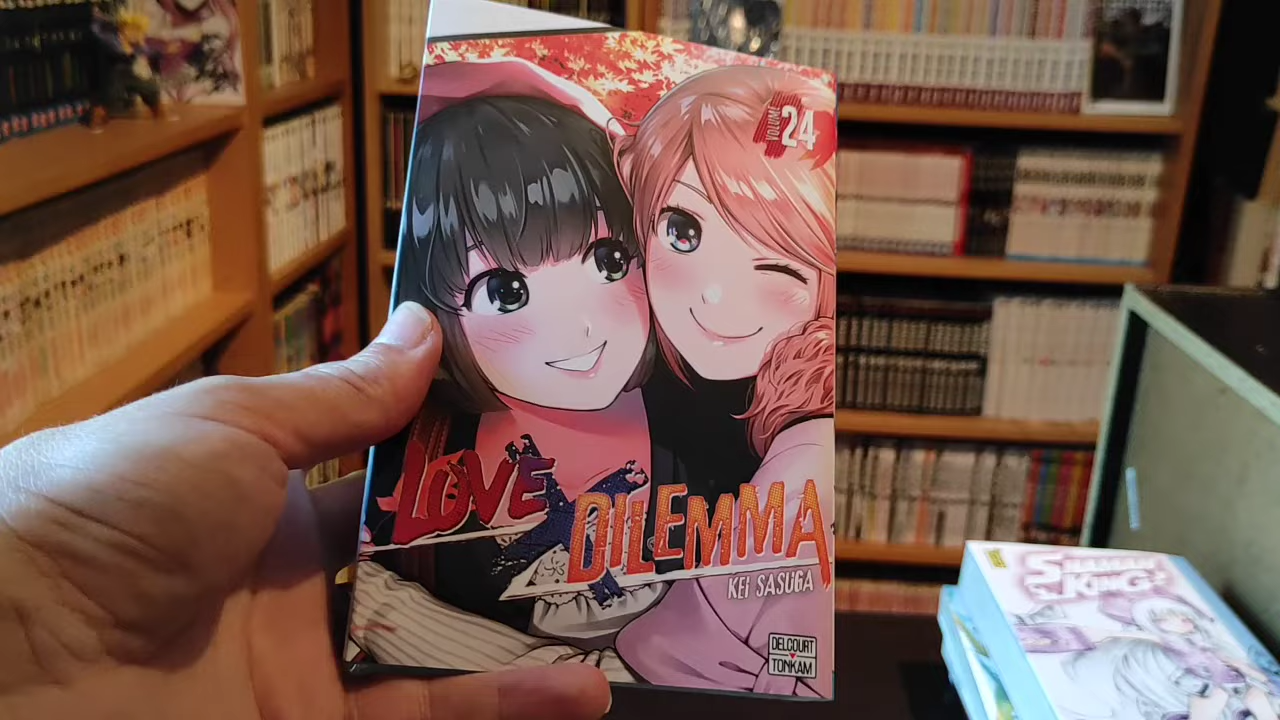 VOLUME
24
LOVE
DILEMMA
KEI SASUGA
DELCOURT
TONKAM
SHAMAN
KING